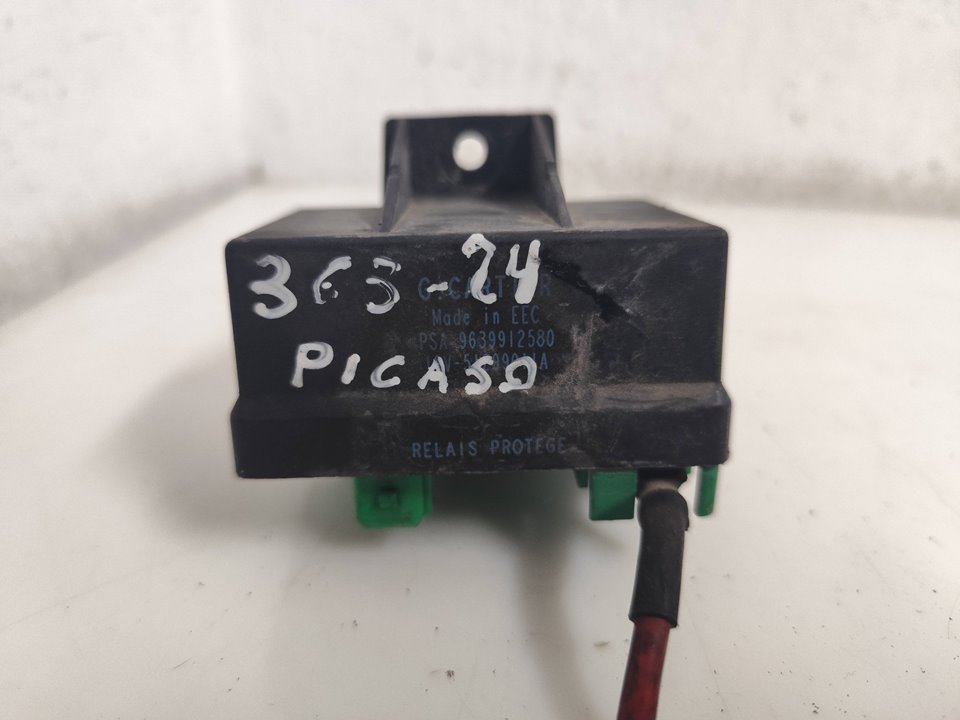 363-24
Made in EEC
PSA 9639912580
PICASO
RELAIS PROTEGE